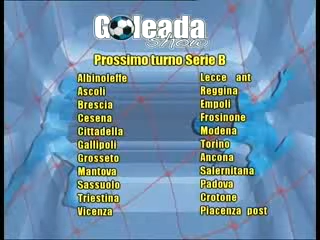 Goleada
SHOW
Prossimo turno Serie B
Albinoleffe Lecce ant
Ascoli Reggina
Brescia Empoli
Cesena Frosinone
Cittadella Modena
Gallipoli Torino
Grosseto Ancona
Mantova Salernitana
Sassuolo Padova
Triestina Crotone
Vicenza Piacenza post